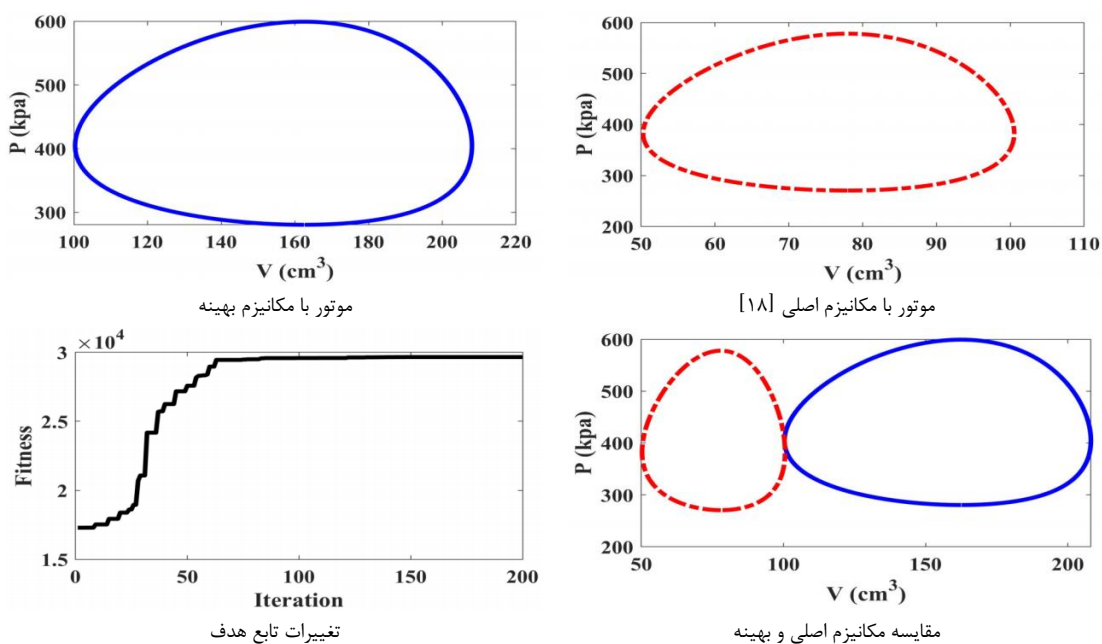 600
500
400
300
P (kpa)
100 120 140 160 180 200 220
V (cm³)
موتور با مکانیزم بهینه
600
500
400
300
200
P (kpa)
50 60 70 80 90 100 110
V (cm³)
موتور با مکانیزم اصلی [۱۸]
×10⁴
3
2.5
2
1.5
Fitness
0 50 100 150 200
Iteration
تغییرات تابع هدف
600
500
400
300
200
P (kpa)
50 100 150 200
V (cm³)
مقایسه مکانیزم اصلی و بهینه